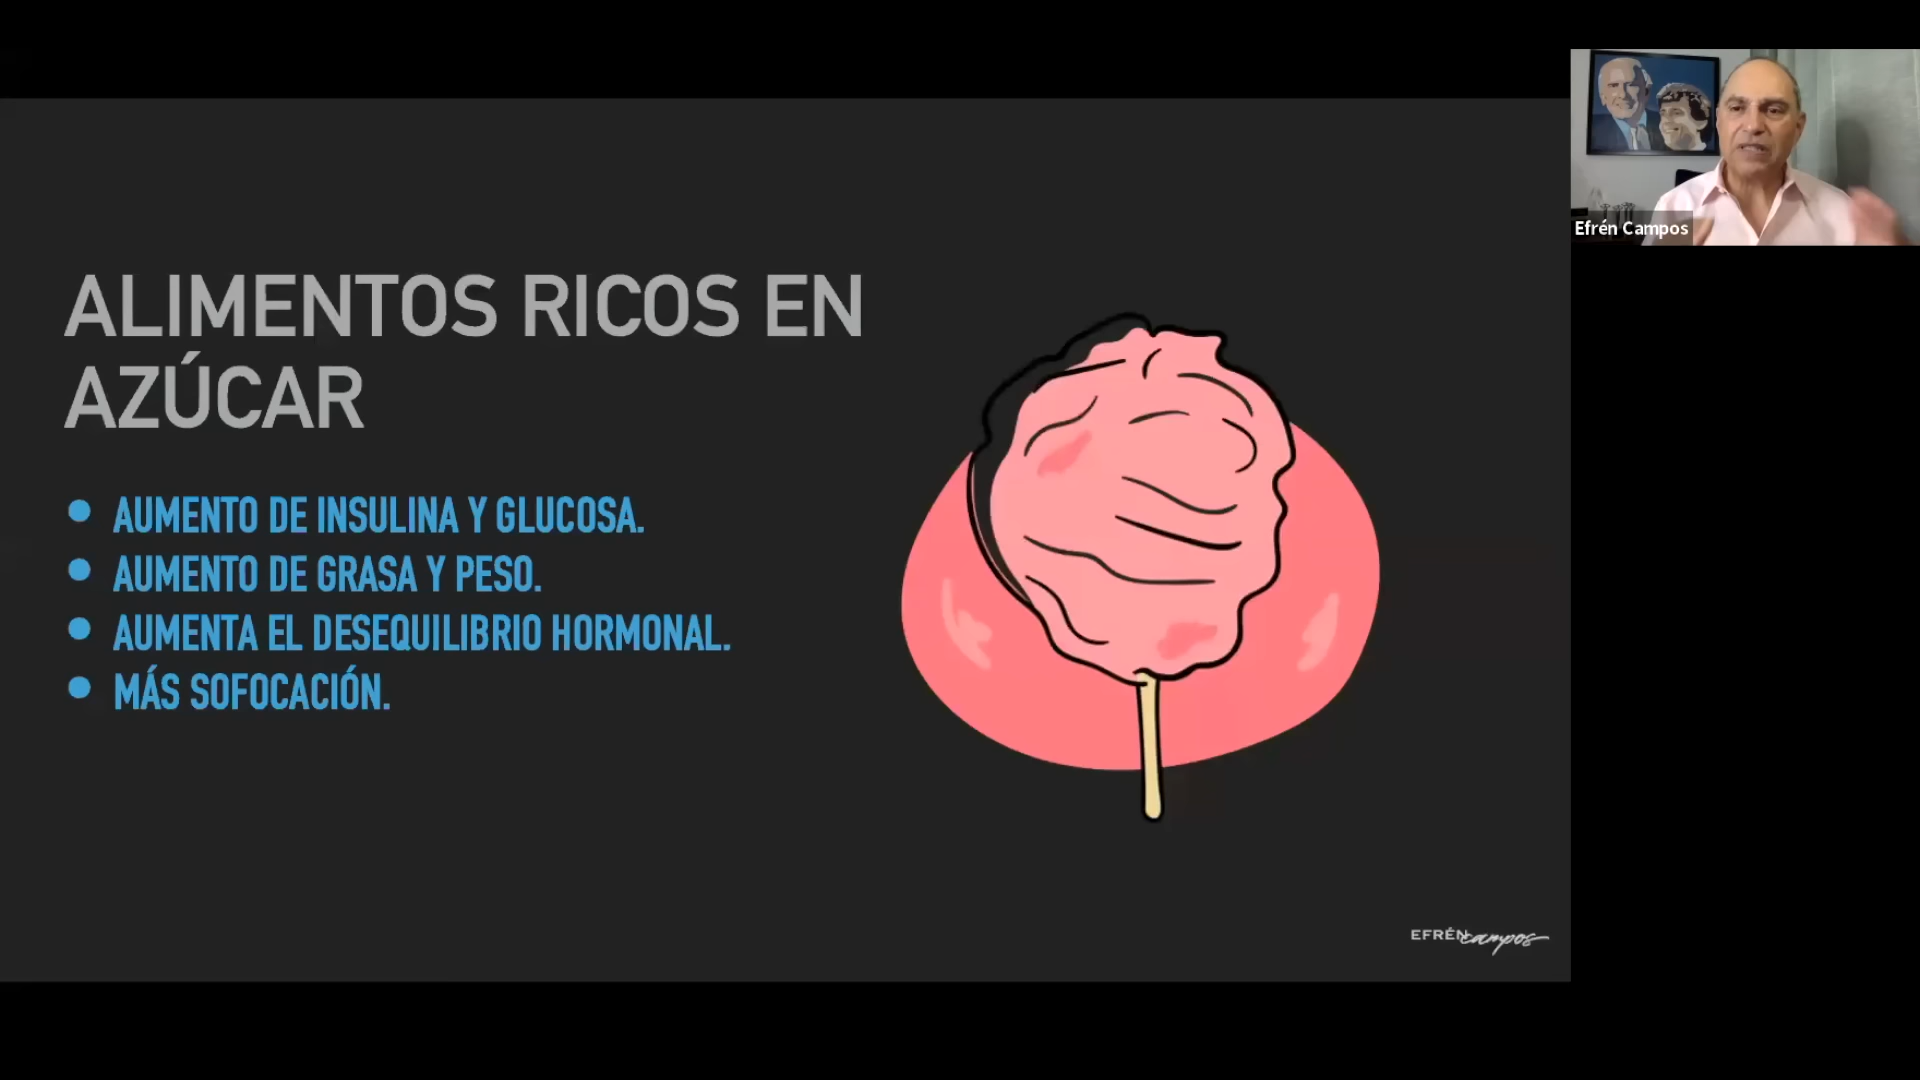 ALIMENTOS RICOS EN
AZÚCAR
AUMENTO DE INSULINA Y GLUCOSA.
AUMENTO DE GRASA Y PESO.
AUMENTA EL DESEQUILIBRIO HORMONAL.
MÁS SOFOCACIÓN.
Efrén Campos
EFRÉN campos